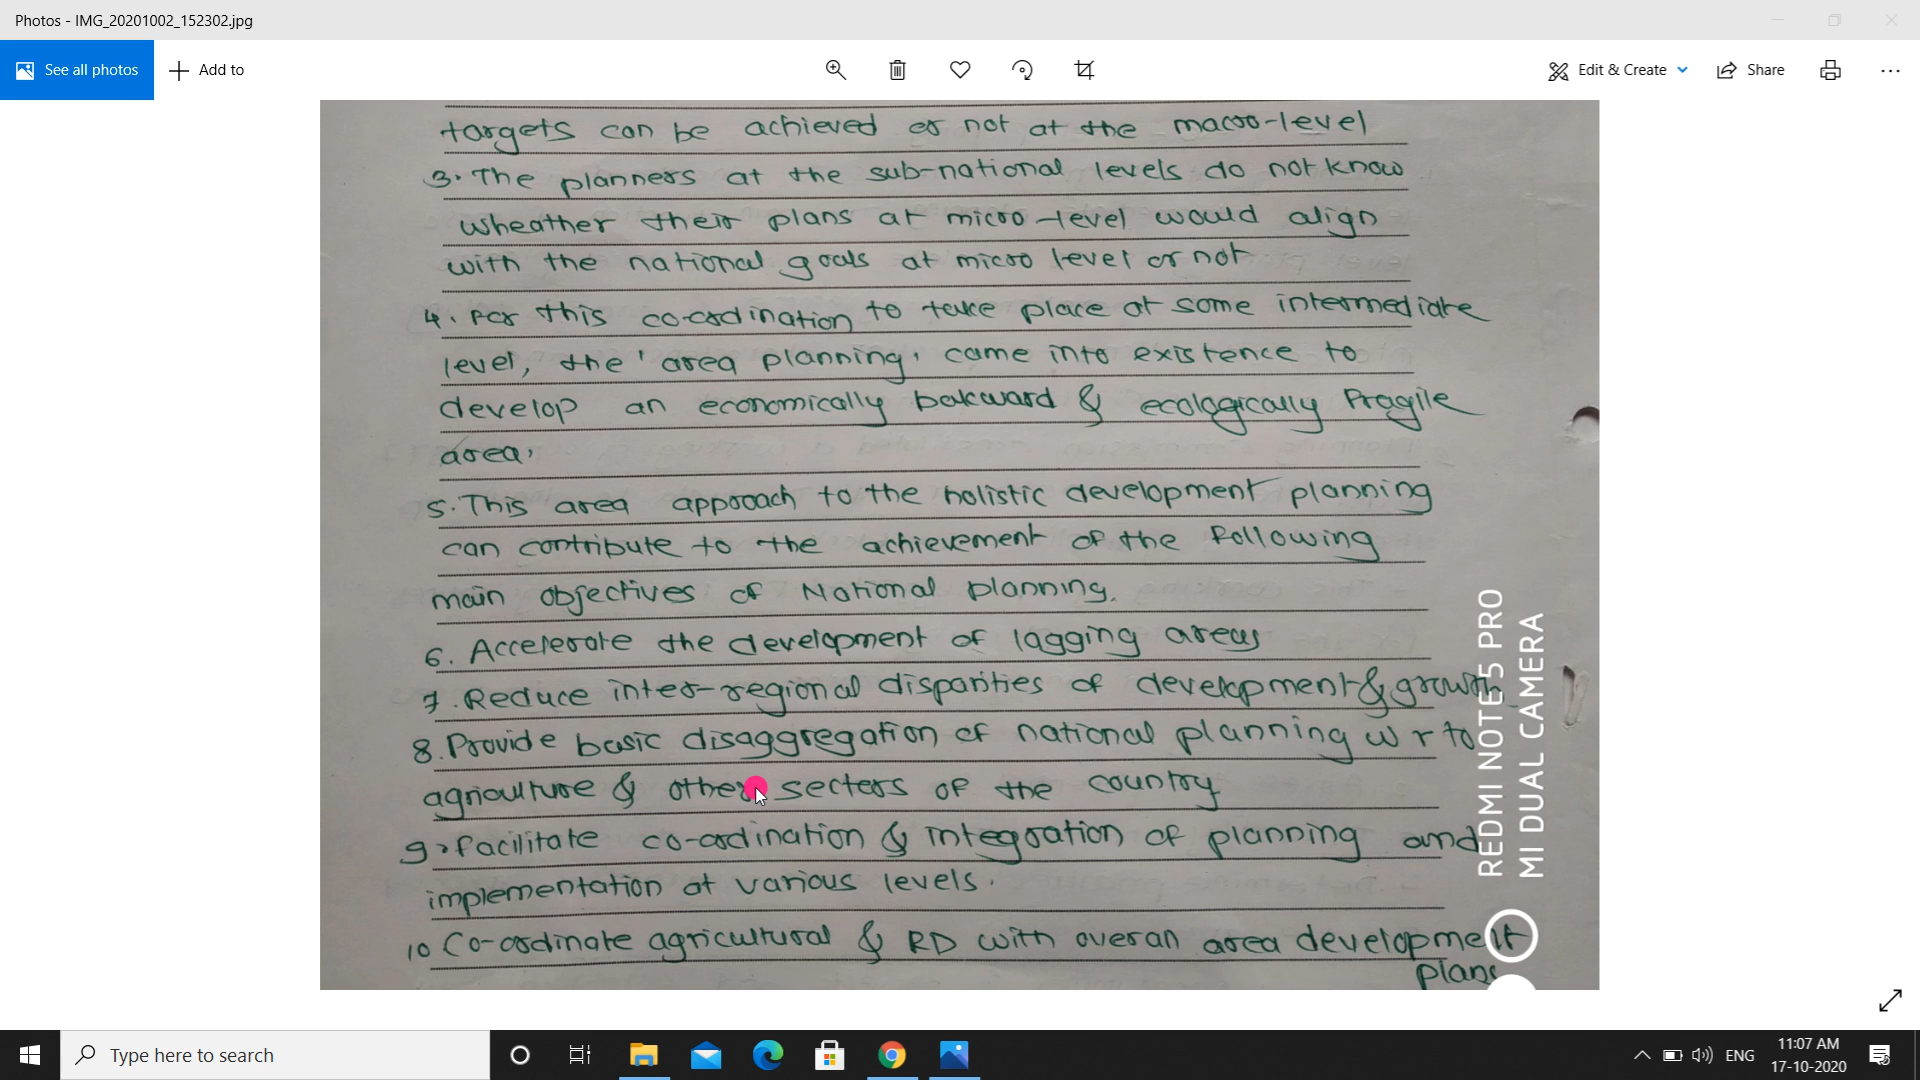 Photos - IMG_20201002_152302.jpg
See all photos
Add to
Edit & Create
Share
targets can be achieved or not at the macro-level
3. The planners at the sub-national levels do not know
wheather their plans at micro-level would align
with the national goals at micro level or not
4. For this co-ordination to take place at some intermediate
level, the 'area planning' came into existence to
develop an economically bakward & ecologically Fragile
area.
5. This area approach to the holistic development planning
can contribute to the achievement of the following
main objectives of National planning.
6. Accelerate the development of lagging areas
7. Reduce inter-regional disparities of development & growth
8. Provide basic disaggregation of national planning w r to
agriculture & other secters of the country
9. facilitate co-ordination & integration of planning and
implementation at various levels.
10 Co-ordinate agricultural & RD with overan area development
plans
REDMI NOTE 5 PRO
MI DUAL CAMERA
Type here to search
ENG
11:07 AM
17-10-2020